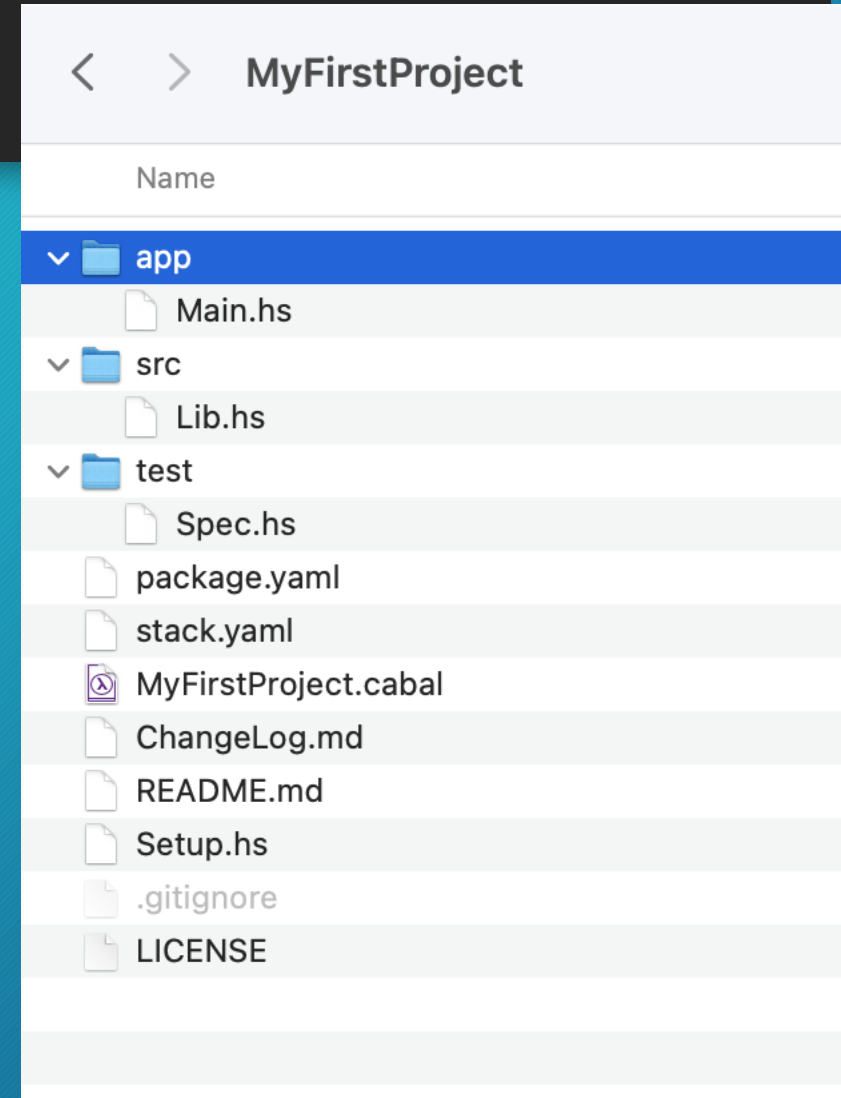 MyFirstProject
Name
app
Main.hs
src
Lib.hs
test
Spec.hs
package.yaml
stack.yaml
MyFirstProject.cabal
ChangeLog.md
README.md
Setup.hs
.gitignore
LICENSE